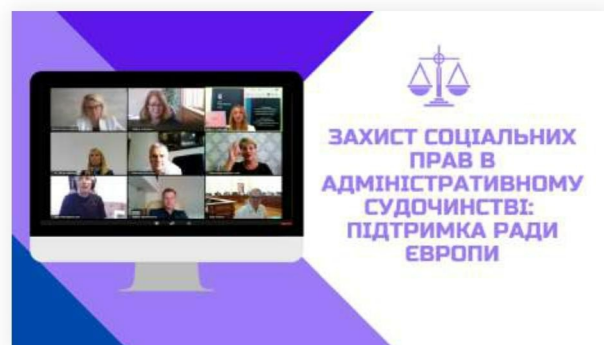 ЗАХИСТ СОЦІАЛЬНИХ
ПРАВ В
АДМІНІСТРАТИВНОМУ
СУДОЧИНСТВІ:
ПІДТРИМКА РАДИ
ЄВРОПИ